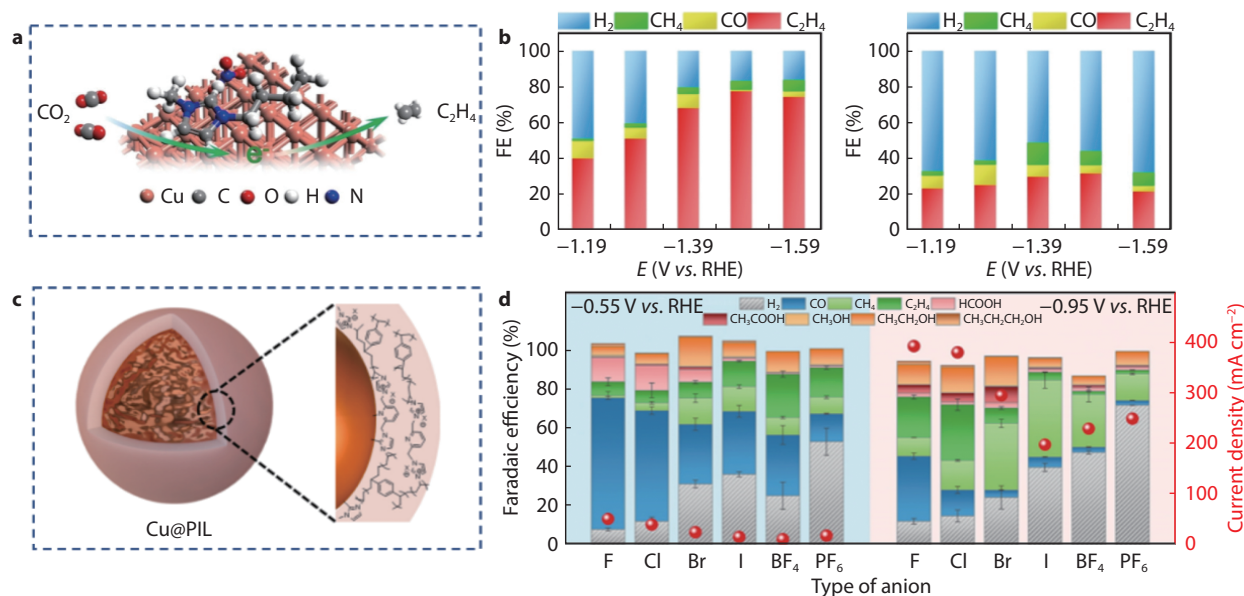 a
CO₂
e⁻
C₂H₄
Cu C O H N
b
H₂ CH₄ CO C₂H₄
100
80
60
40
20
0
FE (%)
−1.19 −1.39 −1.59
E (V vs. RHE)
H₂ CH₄ CO C₂H₄
100
80
60
40
20
0
FE (%)
−1.19 −1.39 −1.59
E (V vs. RHE)
c
Cu@PIL
d
−0.55 V vs. RHE
−0.95 V vs. RHE
H₂ CO CH₄ C₂H₄ HCOOH
CH₃COOH CH₃OH CH₃CH₂OH CH₃CH₂CH₂OH
100
80
60
40
20
0
Faradaic efficiency (%)
400
300
200
100
0
Current density (mA cm⁻²)
F Cl Br I BF₄ PF₆ F Cl Br I BF₄ PF₆
Type of anion